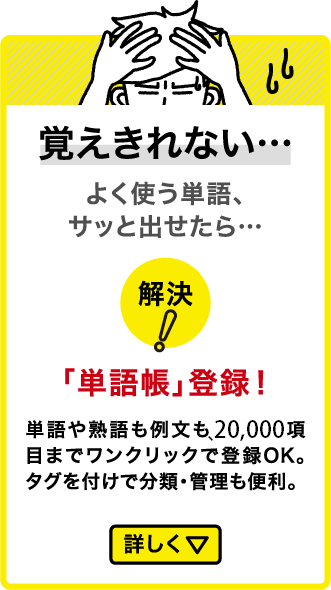 覚えきれない…
よく使う単語、
サッと出せたら…
解決
!
「単語帳」登録！
単語や熟語も例文も、20,000項
目までワンクリックで登録OK。
タグを付けて分類・管理も便利。
詳しく▽